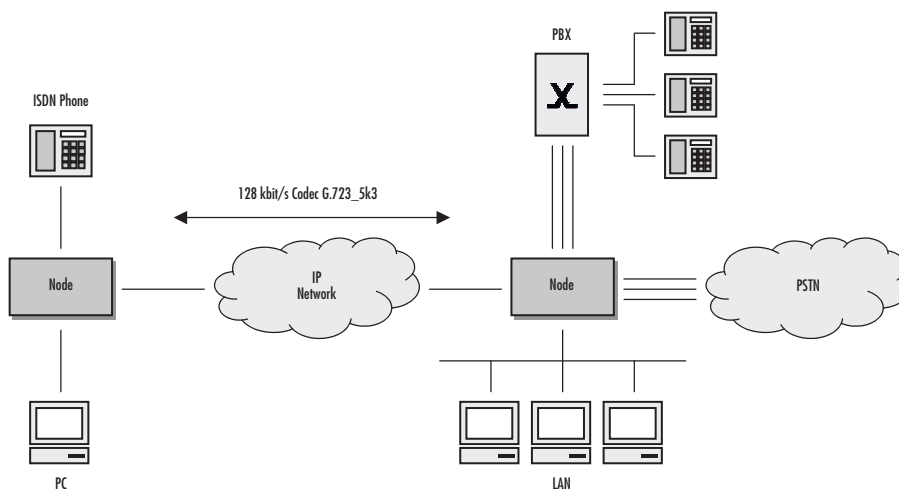 PBX
ISDN Phone
128 kbit/s Codec G.723_5k3
Node
IP
Network
Node
PSTN
PC
LAN